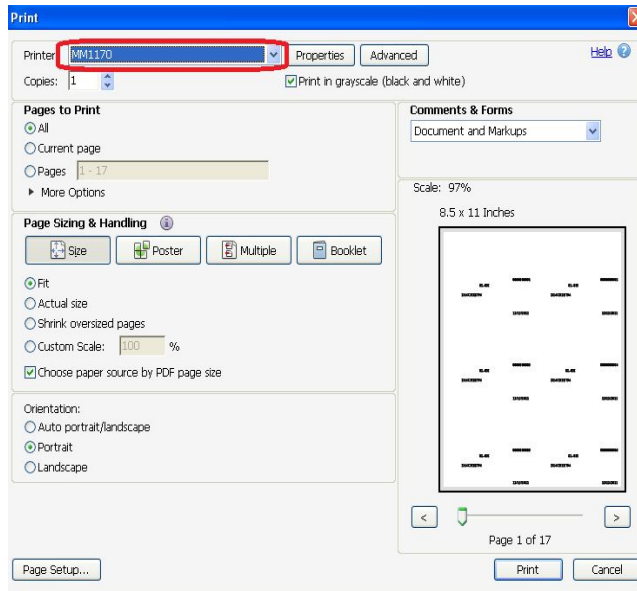 Print
Printer: MM1170 Properties Advanced Help
Copies: 1 Print in grayscale (black and white)
Pages to Print
All
Current page
Pages 1 - 17
More Options
Comments & Forms
Document and Markups
Scale: 97%
8.5 x 11 Inches
Page Sizing & Handling
Size Poster Multiple Booklet
Fit
Actual size
Shrink oversized pages
Custom Scale: 100 %
Choose paper source by PDF page size
Orientation:
Auto portrait/landscape
Portrait
Landscape
< >
Page 1 of 17
Page Setup... Print Cancel